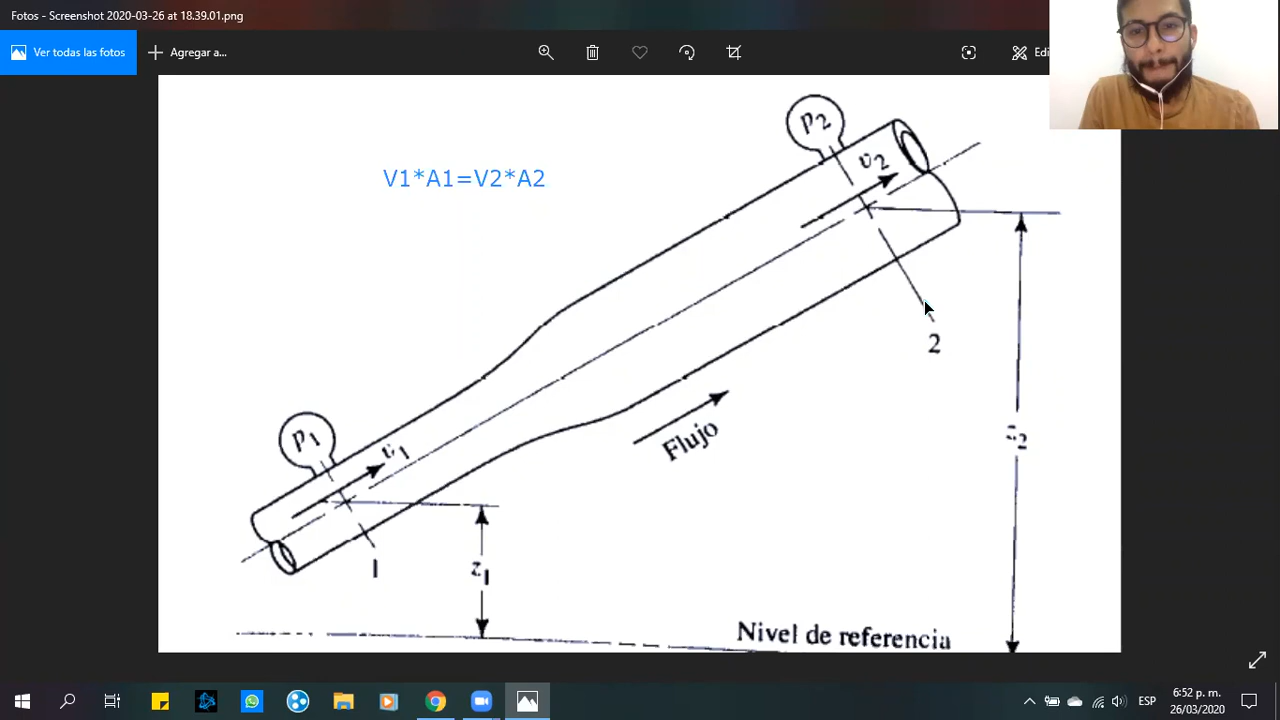 Fotos - Screenshot 2020-03-26 at 18.39.01.png
Ver todas las fotos
Agregar a...
Edi
P2
V1*A1=V2*A2
v2
2
P1
v1
Flujo
z2
1
z1
Nivel de referencia
ESP
6:52 p. m.
26/03/2020